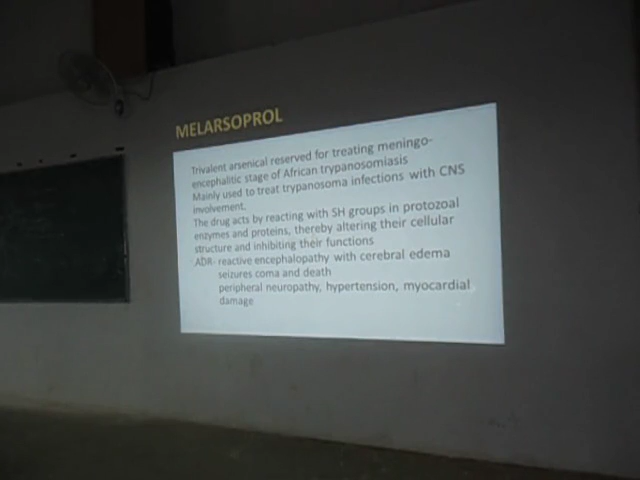 MELARSOPROL
Trivalent arsenical reserved for treating meningo-
encephalitic stage of African trypanosomiasis
Mainly used to treat trypanosoma infections with CNS
involvement.
The drug acts by reacting with SH groups in protozoal
enzymes and proteins, thereby altering their cellular
structure and inhibiting their functions
ADR- reactive encephalopathy with cerebral edema
seizures coma and death
peripheral neuropathy, hypertension, myocardial
damage